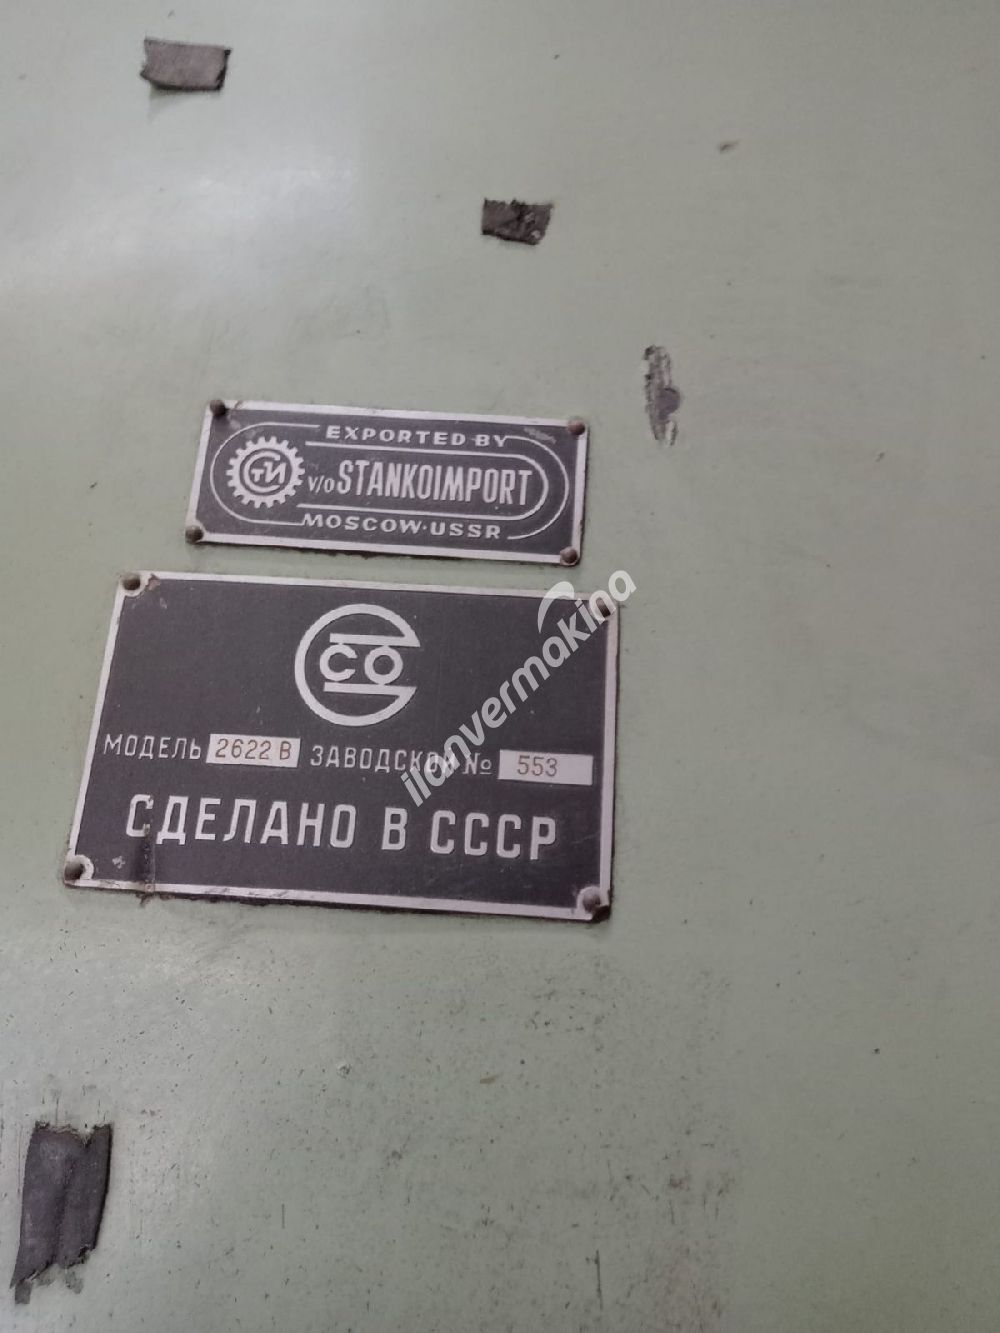 EXPORTED BY
СТИ
V/O STANKOIMPORT
MOSCOW·USSR
СО
МОДЕЛЬ 2622 В ЗАВОДСКОЙ № 553
СДЕЛАНО В СССР
ilanvermakina